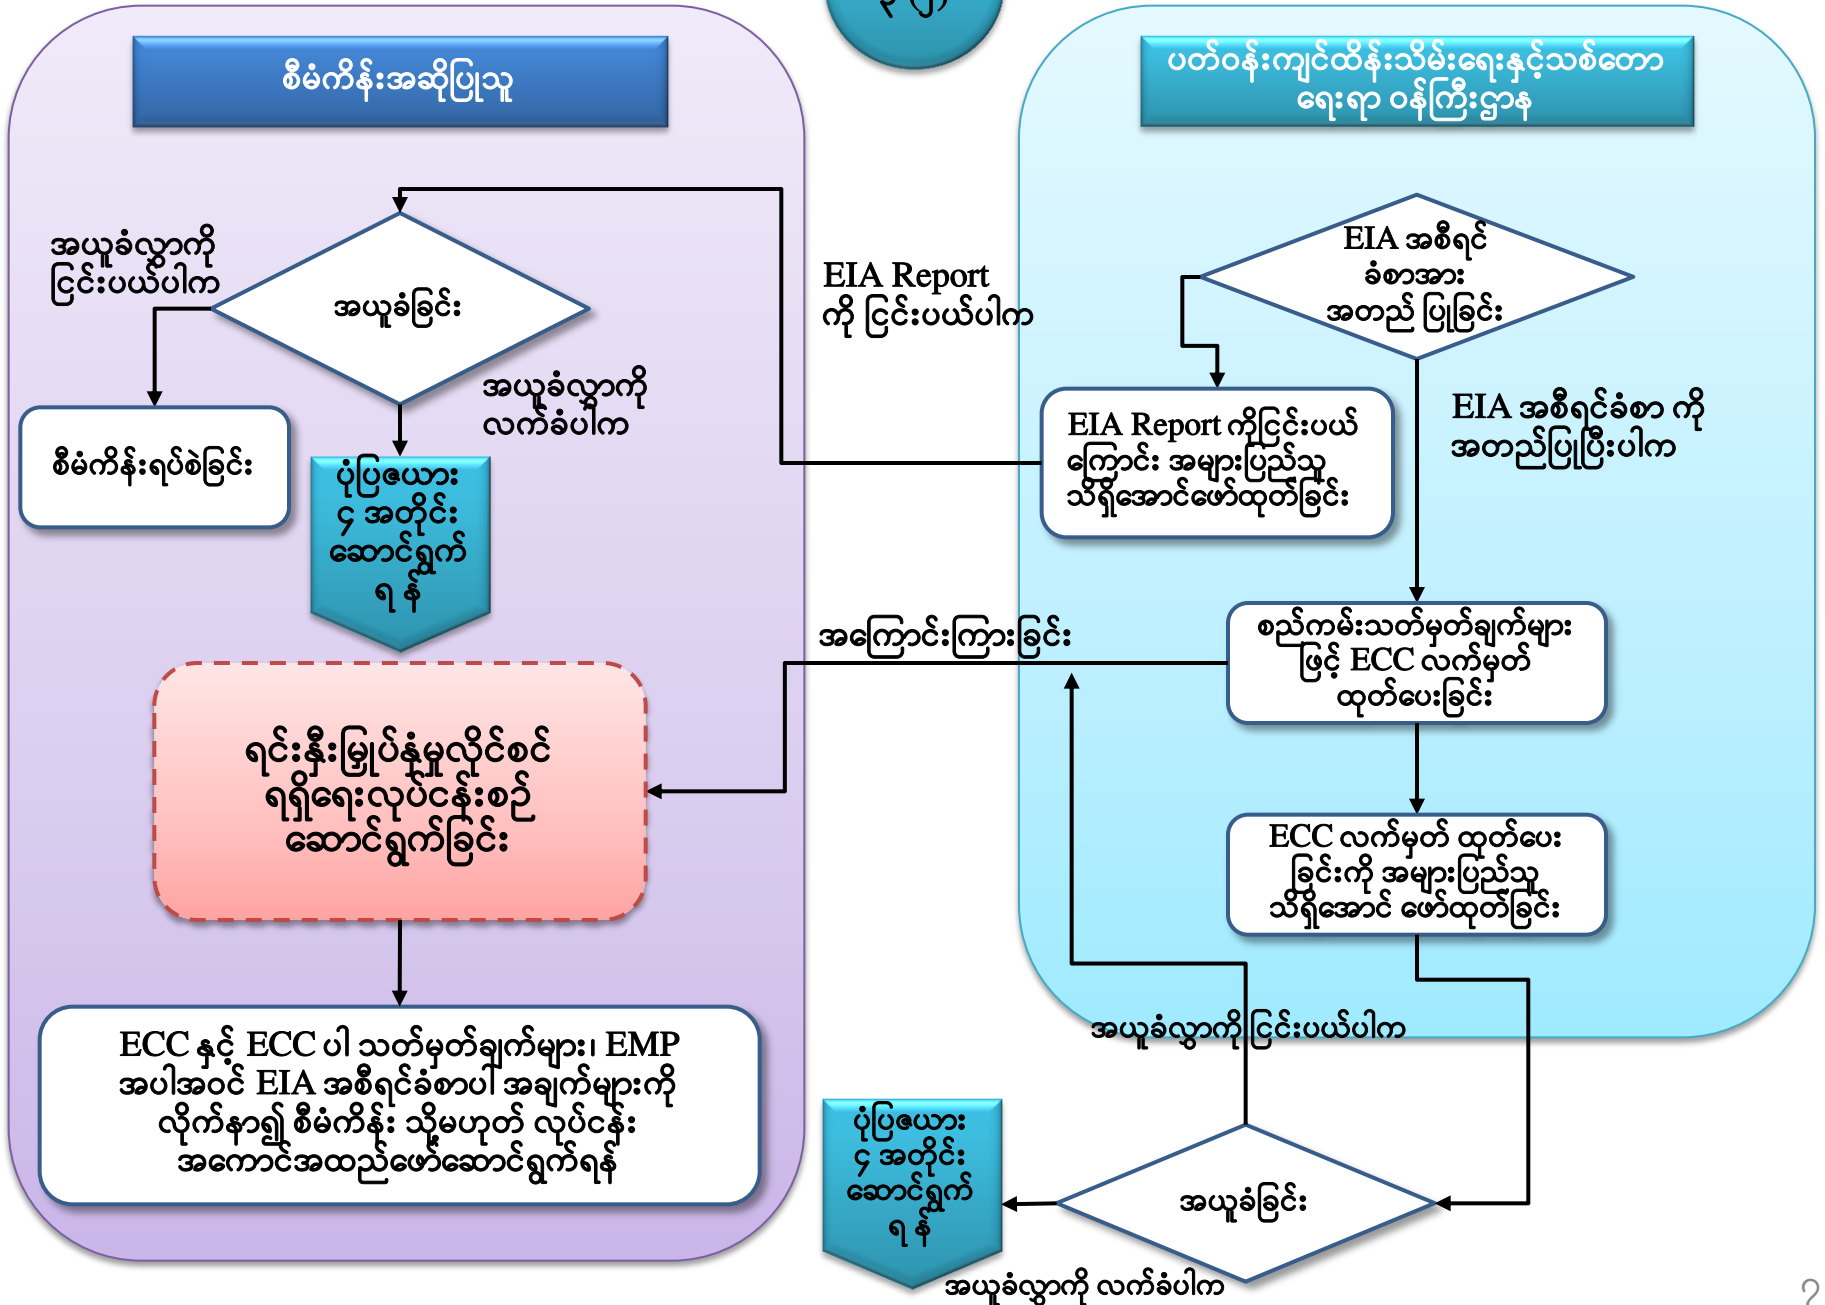 ၃ (၂)
စီမံကိန်းအဆိုပြုသူ
ပတ်ဝန်းကျင်ထိန်းသိမ်းရေးနှင့်သစ်တော
ရေးရာ ဝန်ကြီးဌာန
အယူခံလွှာကို
ငြင်းပယ်ပါက
အယူခံခြင်း
အယူခံလွှာကို
လက်ခံပါက
စီမံကိန်းရပ်စဲခြင်း
ပုံပြဇယား
၄ အတိုင်း
ဆောင်ရွက်
ရ န်
EIA Report
ကို ငြင်းပယ်ပါက
EIA အစီရင်
ခံစာအား
အတည် ပြုခြင်း
EIA Report ကိုငြင်းပယ်
ကြောင်း အများပြည်သူ
သိရှိအောင်ဖော်ထုတ်ခြင်း
EIA အစီရင်ခံစာ ကို
အတည်ပြုပြီးပါက
အကြောင်းကြားခြင်း
စည်ကမ်းသတ်မှတ်ချက်များ
ဖြင့် ECC လက်မှတ်
ထုတ်ပေးခြင်း
ရင်းနှီးမြှုပ်နှံမှုလိုင်စင်
ရရှိရေးလုပ်ငန်းစဉ်
ဆောင်ရွက်ခြင်း
ECC လက်မှတ် ထုတ်ပေး
ခြင်းကို အများပြည်သူ
သိရှိအောင် ဖော်ထုတ်ခြင်း
ECC နှင့် ECC ပါ သတ်မှတ်ချက်များ၊ EMP
အပါအဝင် EIA အစီရင်ခံစာပါ အချက်များကို
လိုက်နာ၍ စီမံကိန်း သို့မဟုတ် လုပ်ငန်း
အကောင်အထည်ဖော်ဆောင်ရွက်ရန်
အယူခံလွှာကို ငြင်းပယ်ပါက
ပုံပြဇယား
၄ အတိုင်း
ဆောင်ရွက်
ရ န်
အယူခံခြင်း
အယူခံလွှာကို လက်ခံပါက